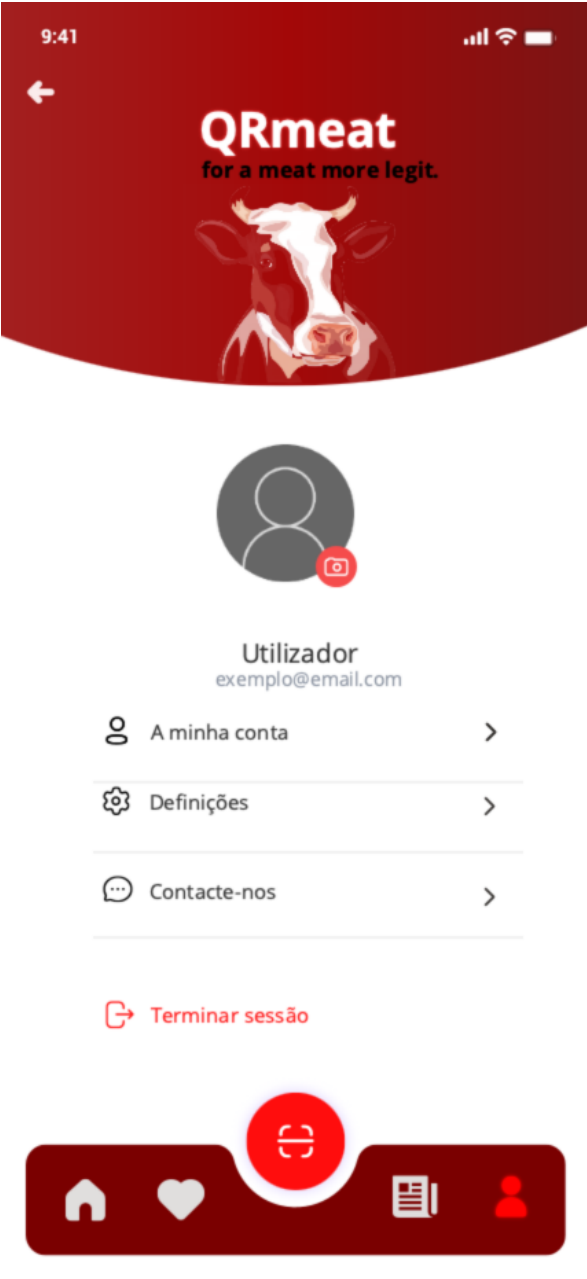 9:41
QRmeat
for a meat more legit.
Utilizador
exemplo@email.com
A minha conta
Definições
Contacte-nos
Terminar sessão